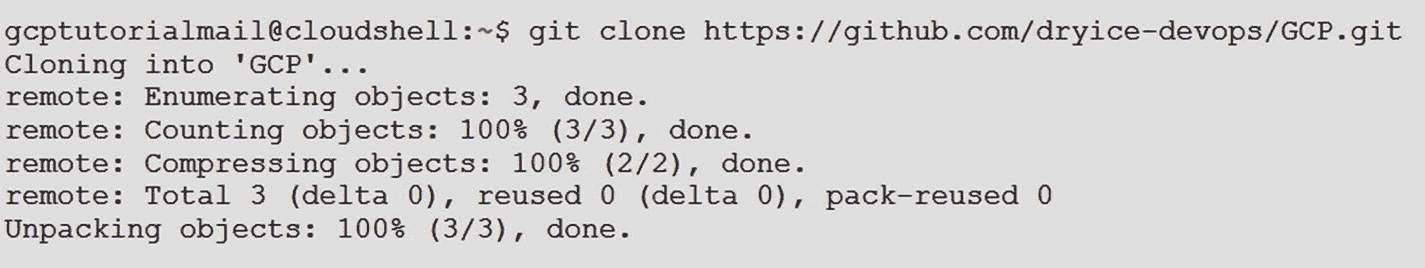 gcptutorialmail@cloudshell:~$ git clone https://github.com/dryice-devops/GCP.git
Cloning into 'GCP'...
remote: Enumerating objects: 3, done.
remote: Counting objects: 100% (3/3), done.
remote: Compressing objects: 100% (2/2), done.
remote: Total 3 (delta 0), reused 0 (delta 0), pack-reused 0
Unpacking objects: 100% (3/3), done.